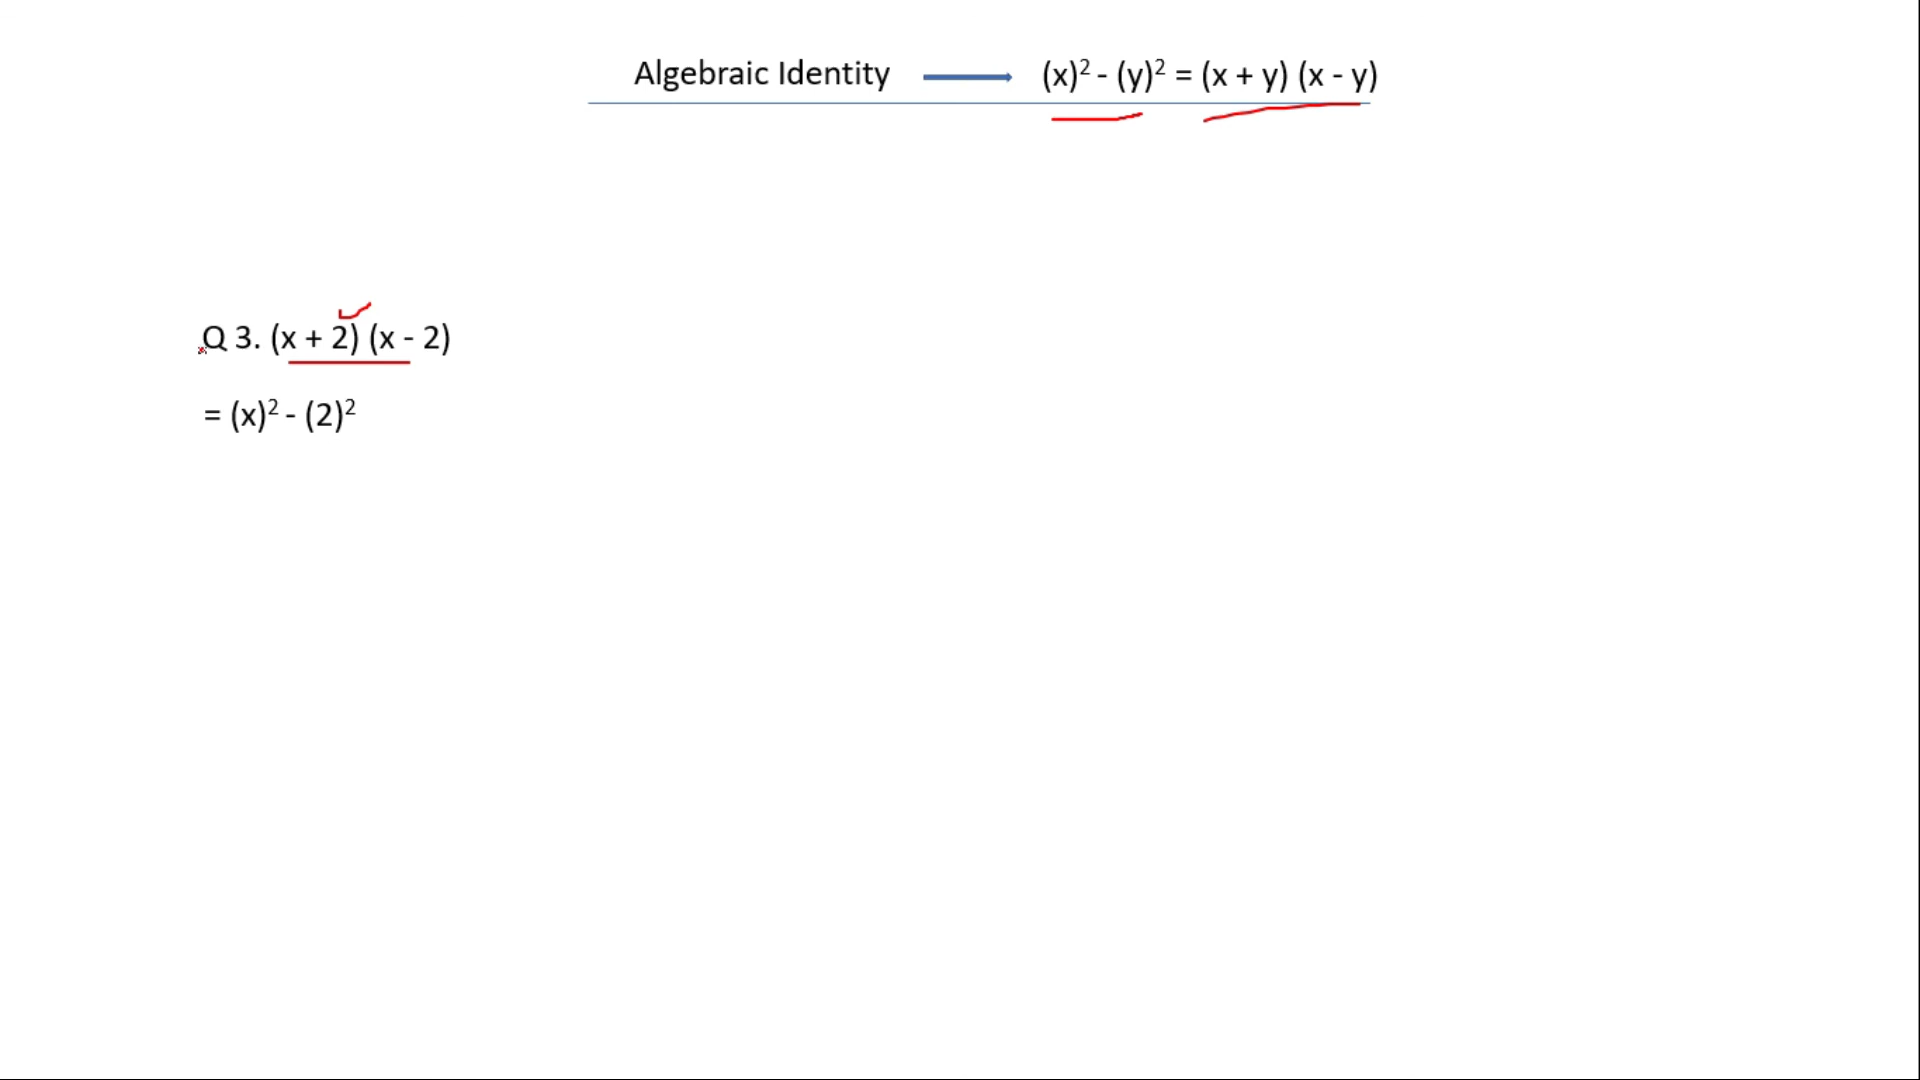 Algebraic Identity (x)² - (y)² = (x + y) (x - y)
Q 3. (x + 2) (x - 2)
= (x)² - (2)²